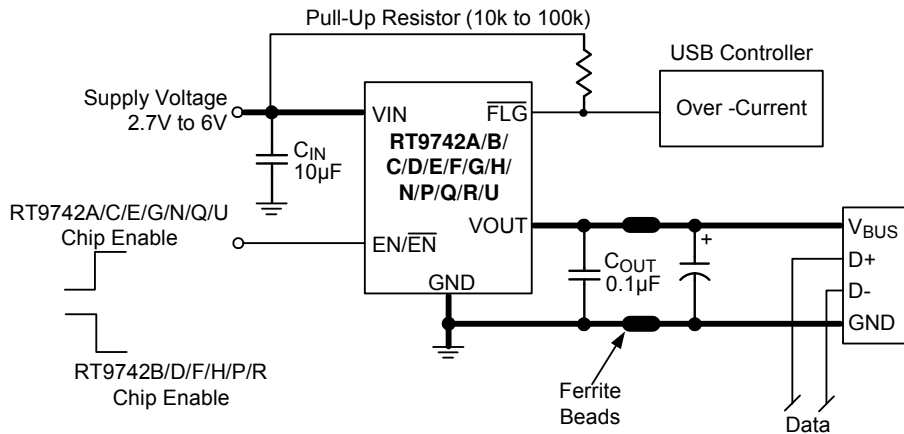 Pull-Up Resistor (10k to 100k)
USB Controller
Supply Voltage
2.7V to 6V
VIN
FLG
Over -Current
RT9742A/B/
C/D/E/F/G/H/
N/P/Q/R/U
CIN
10μF
RT9742A/C/E/G/N/Q/U
Chip Enable
EN/EN
VOUT
GND
COUT
0.1μF
+
VBUS
D+
D-
GND
RT9742B/D/F/H/P/R
Chip Enable
Ferrite
Beads
Data